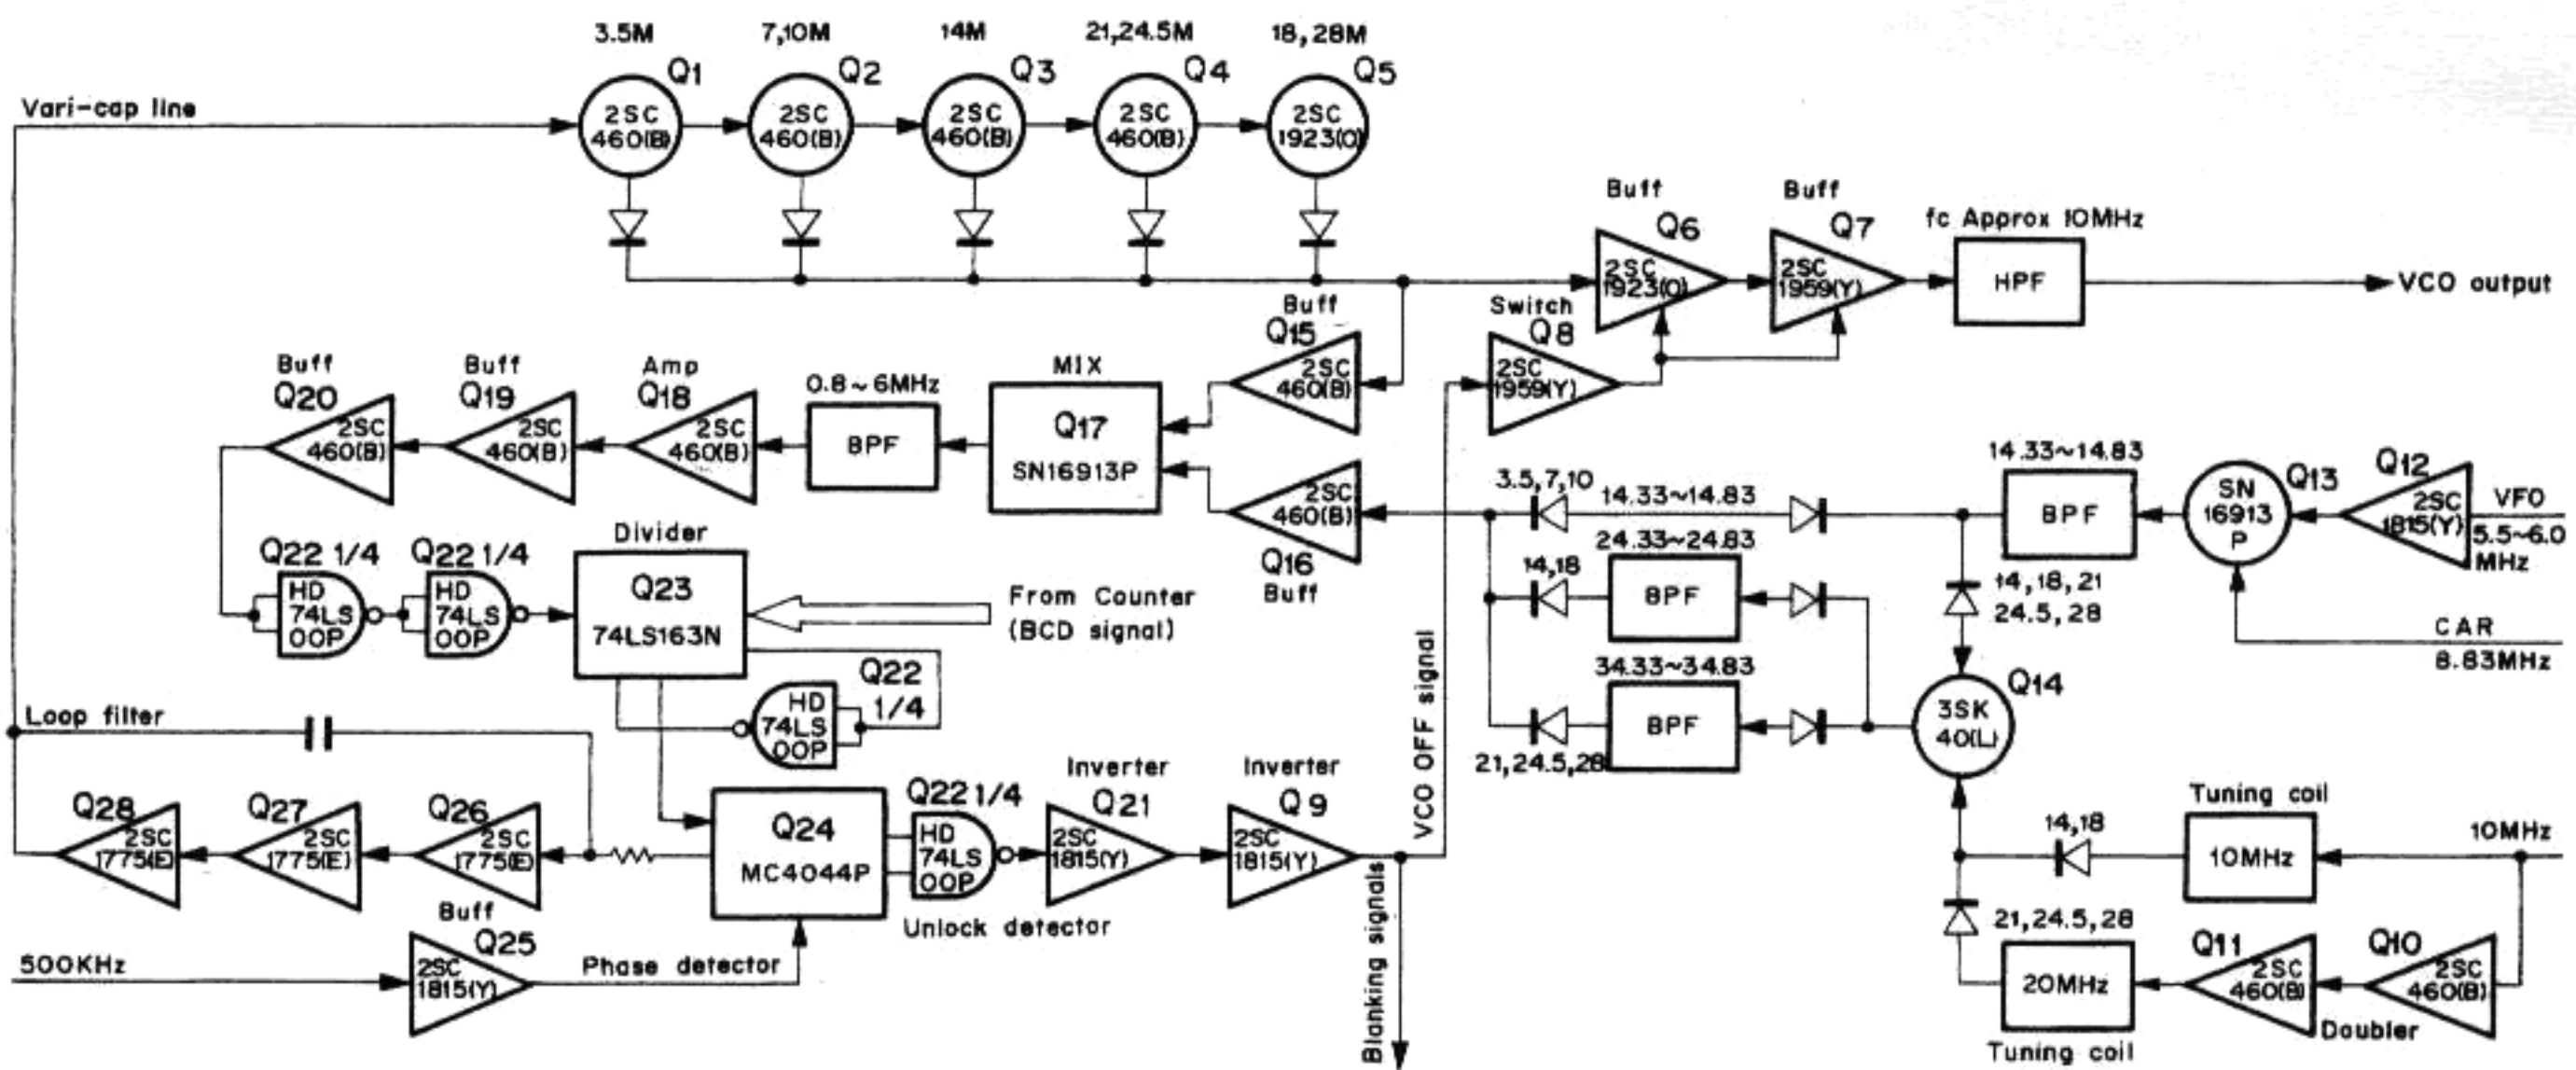 3.5M
7,10M
14M
21,24.5M
18,28M
Q1
Q2
Q3
Q4
Q5
Vari-cap line
2SC
460(B)
2SC
460(B)
2SC
460(B)
2SC
460(B)
2SC
1923(O)
Buff
Q6
2SC
1923(O)
Buff
Q7
2SC
1959(Y)
fc Approx 10MHz
HPF
VCO output
Switch
Q8
2SC
1959(Y)
Buff
Q15
2SC
460(B)
Buff
Q20
2SC
460(B)
Buff
Q19
2SC
460(B)
Amp
Q18
2SC
460(B)
0.8~6MHz
BPF
MIX
Q17
SN16913P
2SC
460(B)
Q16
Buff
3.5,7,10
14.33~14.83
14.33~14.83
BPF
SN
16913
P
Q13
Q12
2SC
1815(Y)
VFO
5.5~6.0
MHz
Q22 1/4
HD
74LS
00P
Q22 1/4
HD
74LS
00P
Divider
Q23
74LS163N
From Counter
(BCD signal)
14,18
24.33~24.83
BPF
14,18,21
24.5,28
CAR
8.83MHz
Q22
1/4
HD
74LS
00P
34.33~34.83
BPF
21,24.5,28
Q14
3SK
40(L)
Loop filter
Q28
2SC
1775(E)
Q27
2SC
1775(E)
Q26
2SC
1775(E)
Q24
MC4044P
Q22 1/4
HD
74LS
00P
Unlock detector
Inverter
Q21
2SC
1815(Y)
Inverter
Q9
2SC
1815(Y)
VCO OFF signal
Blanking signals
14,18
Tuning coil
10MHz
10MHz
500KHz
Buff
Q25
2SC
1815(Y)
Phase detector
21,24.5,28
20MHz
Tuning coil
Q11
2SC
460(B)
Doubler
Q10
2SC
460(B)